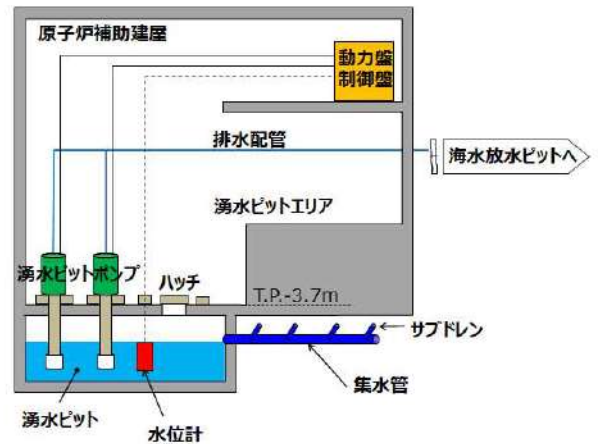 原子炉補助建屋
動力盤
制御盤
排水配管
海水放水ピットへ
湧水ピットエリア
湧水ピットポンプ
ハッチ
T.P.-3.7m
サブドレン
集水管
湧水ピット
水位計